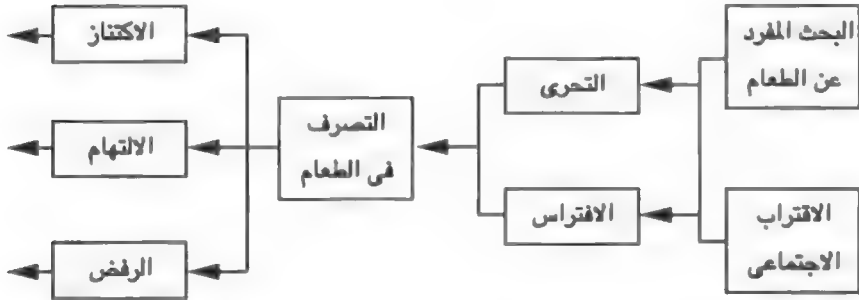 البحث المفرد
عن الطعام
الاقتراب
الاجتماعى
التحرى
الافتراس
التصرف
فى الطعام
الاكتناز
الالتهام
الرفض